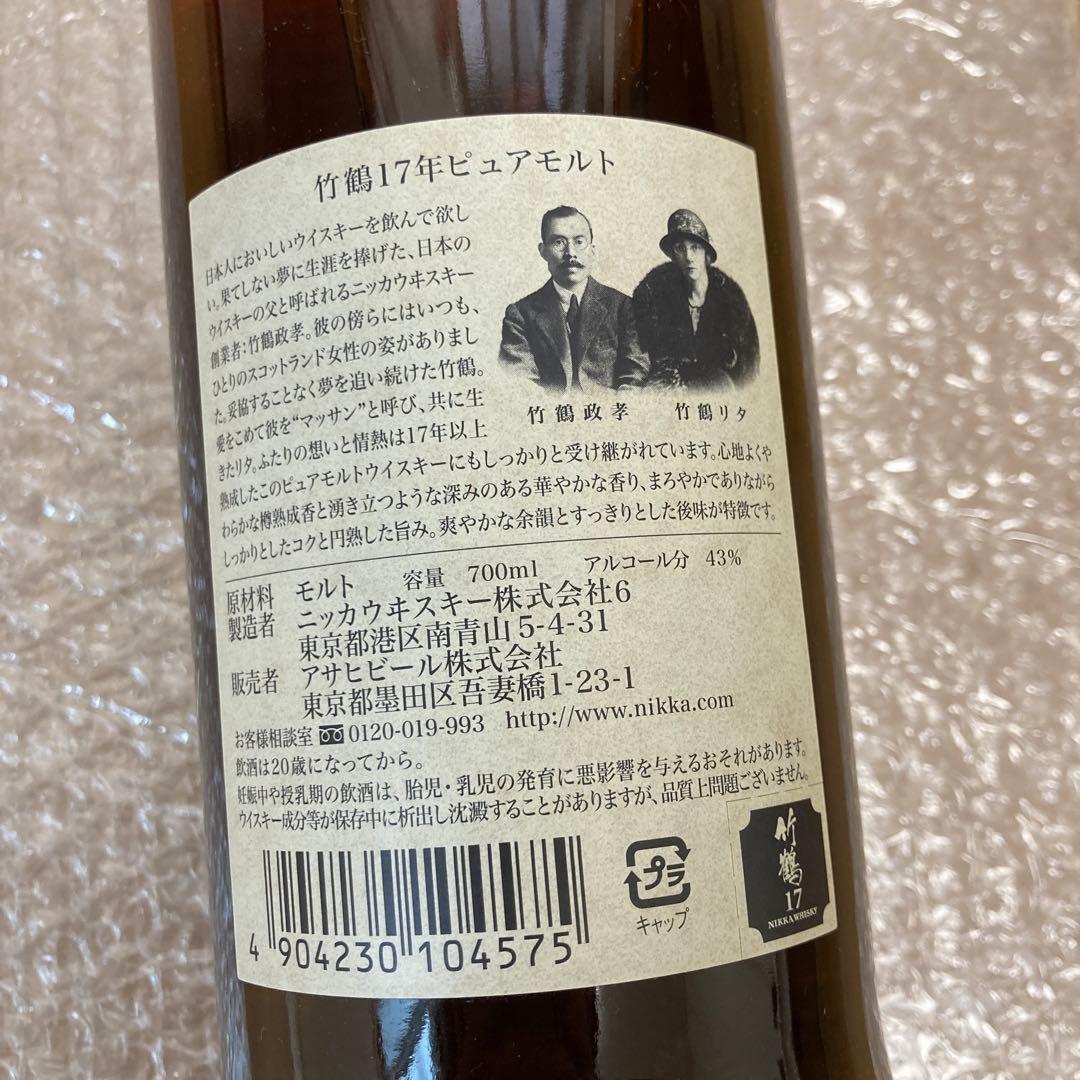 竹鶴17年ピュアモルト
日本人においしいウイスキーを飲んで欲し
い。果てしない夢に生涯を捧げた、日本の
ウイスキーの父と呼ばれるニッカウヰスキー
創業者；竹鶴政孝。彼の傍らにはいつも、
ひとりのスコットランド女性の姿がありまし
た。妥協することなく夢を追い続けた竹鶴。
愛をこめて彼を“マッサン”と呼び、共に生
きたリタ。ふたりの想いと情熱は17年以上
熟成したこのピュアモルトウイスキーにもしっかりと受け継がれています。心地よくや
わらかな樽熟成香と湧き立つような深みのある華やかな香り、まろやかでありながら
しっかりとしたコクと円熟した旨み。爽やかな余韻とすっきりとした後味が特徴です。
竹鶴政孝 竹鶴リタ
原材料 モルト 容量 700ml アルコール分 43%
製造者 ニッカウヰスキー株式会社6
東京都港区南青山5-4-31
販売者 アサヒビール株式会社
東京都墨田区吾妻橋1-23-1
お客様相談室 0120-019-993 http://www.nikka.com
飲酒は20歳になってから。
妊娠中や授乳期の飲酒は、胎児・乳児の発育に悪影響を与えるおそれがあります。
ウイスキー成分等が保存中に析出し沈澱することがありますが、品質上問題ございません。
4 904230 104575
プラ
キャップ
竹鶴
17
NIKKA WHISKY